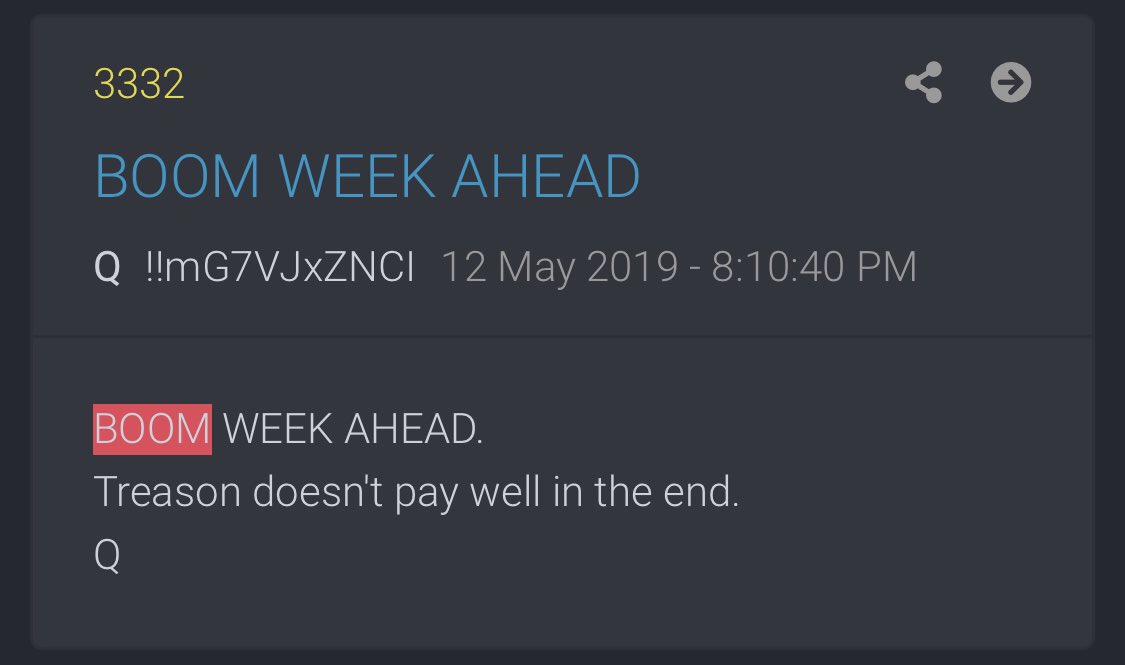 3332
BOOM WEEK AHEAD
Q !!mG7VJxZNCI 12 May 2019 - 8:10:40 PM
BOOM WEEK AHEAD.
Treason doesn't pay well in the end.
Q